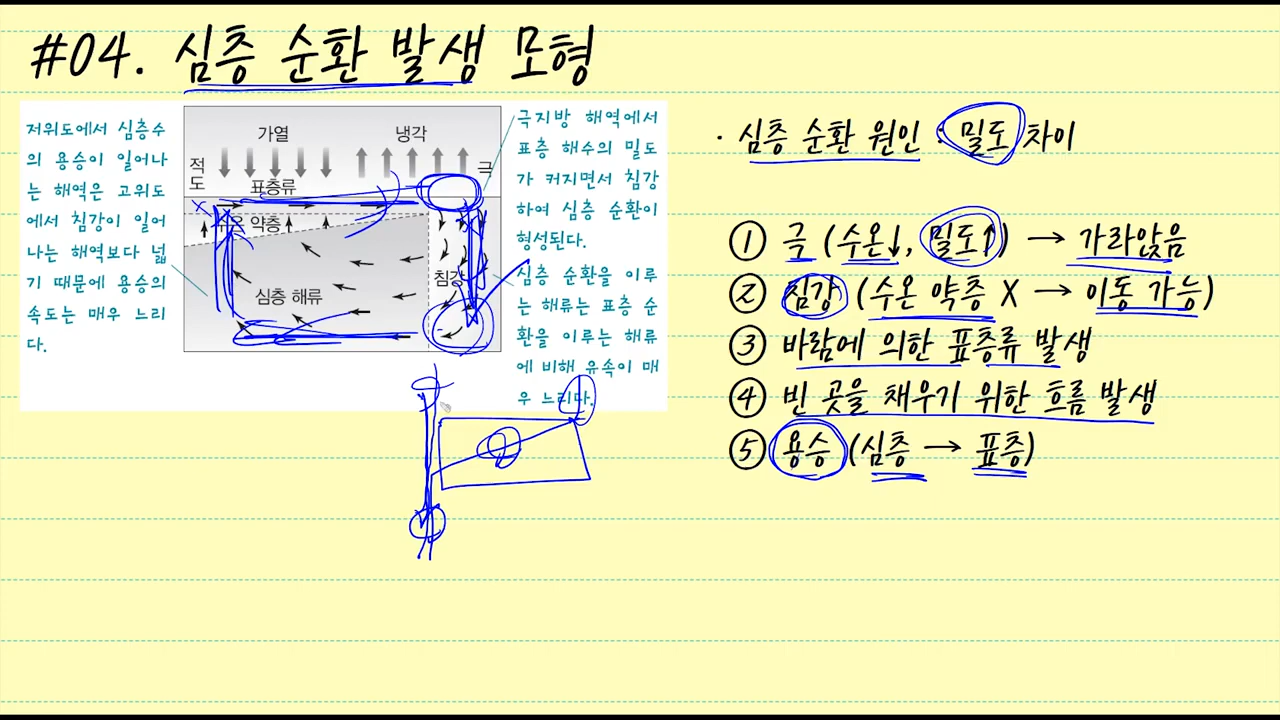 #04. 심층 순환 발생 모형
저위도에서 심층수
의 용승이 일어나
는 해역은 고위도
에서 침강이 일어
나는 해역보다 넓
기 때문에 용승의
속도는 매우 느리
다.
가열
냉각
적도
극
표층류
수온 약층
침강
심층 해류
극지방 해역에서
표층 해수의 밀도
가 커지면서 침강
하여 심층 순환이
형성된다.
심층 순환을 이루
는 해류는 표층 순
환을 이루는 해류
에 비해 유속이 매
우 느리다.
· 심층 순환 원인 : 밀도 차이
① 극 (수온↓, 밀도↑) → 가라앉음
② 침강 (수온 약층 X → 이동 가능)
③ 바람에 의한 표층류 발생
④ 빈 곳을 채우기 위한 흐름 발생
⑤ 용승 (심층 → 표층)